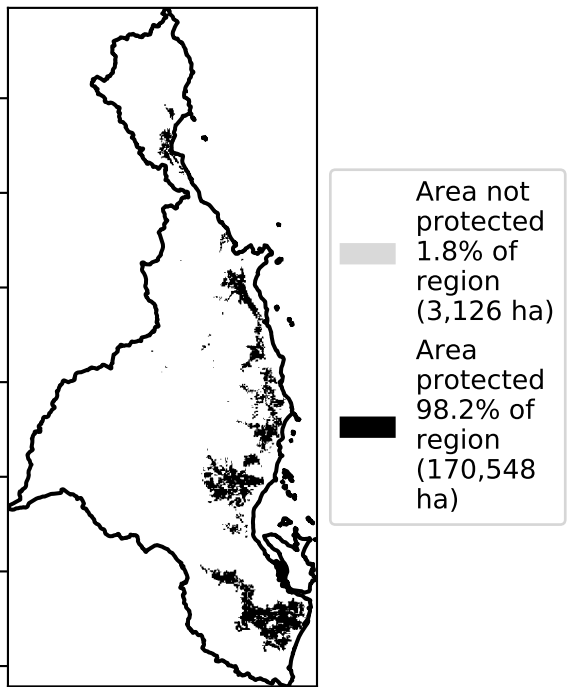 Area not
protected
1.8% of
region
(3,126 ha)
Area
protected
98.2% of
region
(170,548
ha)